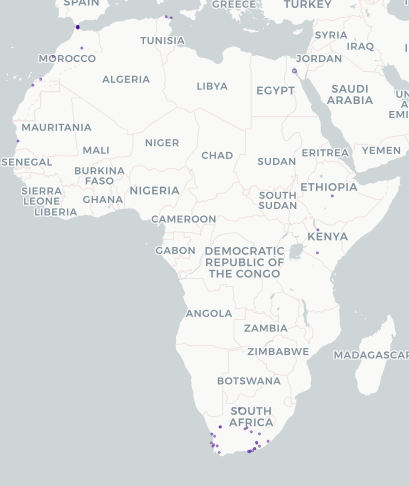 SPAIN
GREECE
TURKEY
TUNISIA
SYRIA
IRAQ
MOROCCO
JORDAN
ALGERIA
LIBYA
EGYPT
SAUDI
ARABIA
UN
A
EMI
MAURITANIA
MALI
NIGER
CHAD
SUDAN
ERITREA
YEMEN
SENEGAL
BURKINA
FASO
SIERRA
LEONE
LIBERIA
GHANA
NIGERIA
SOUTH
SUDAN
ETHIOPIA
CAMEROON
GABON
DEMOCRATIC
REPUBLIC OF
THE CONGO
KENYA
ANGOLA
ZAMBIA
ZIMBABWE
MADAGASCAR
BOTSWANA
SOUTH
AFRICA